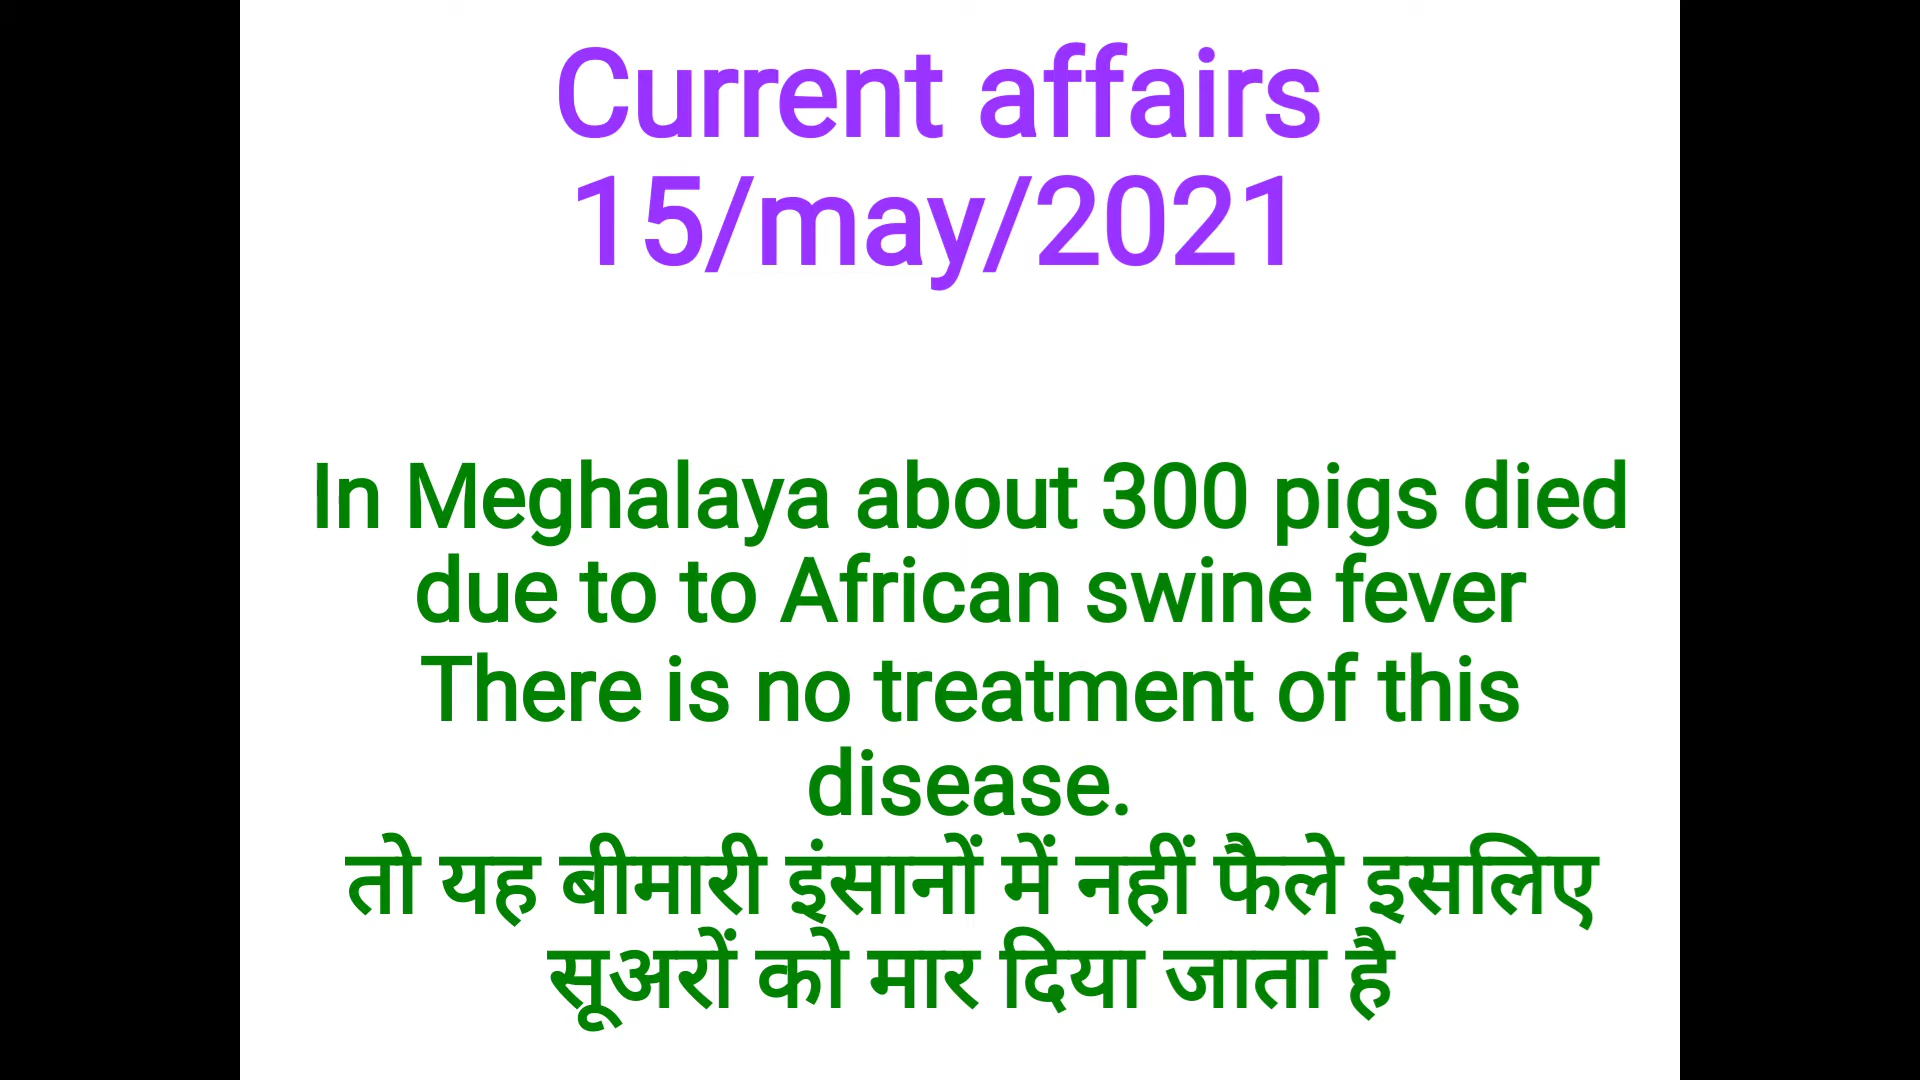 Current affairs
15/may/2021
In Meghalaya about 300 pigs died
due to to African swine fever
There is no treatment of this
disease.
तो यह बीमारी इंसानों में नहीं फैले इसलिए
सूअरों को मार दिया जाता है